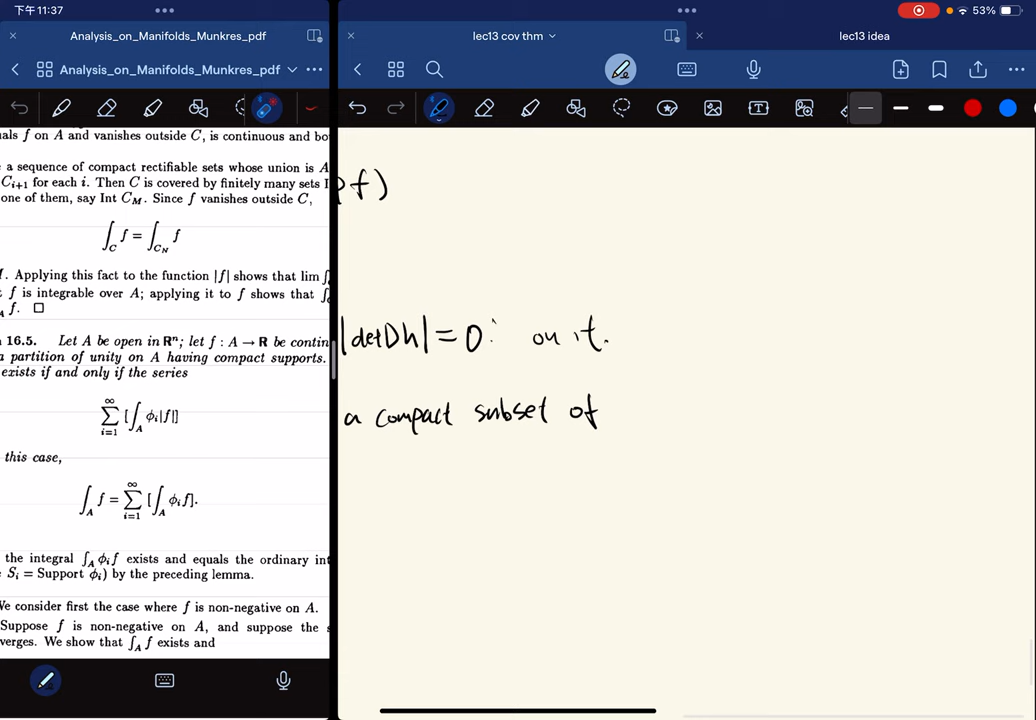 下午11:37
53%
Analysis_on_Manifolds_Munkres_pdf
lec13 cov thm
lec13 idea
Analysis_on_Manifolds_Munkres_pdf
als f on A and vanishes outside C, is continuous and bo
a sequence of compact rectifiable sets whose union is A
C_{i+1} for each i. Then C is covered by finitely many sets I
one of them, say Int C_M. Since f vanishes outside C,
∫_C f = ∫_{C_N} f
Applying this fact to the function |f| shows that lim ∫
f is integrable over A; applying it to f shows that ∫
f. □
16.5. Let A be open in R^n; let f : A → R be contin
a partition of unity on A having compact supports.
exists if and only if the series
∑_{i=1}^{∞} [∫_A ϕ_i|f|]
this case,
∫_A f = ∑_{i=1}^{∞} [∫_A ϕ_i f].
the integral ∫_A ϕ_i f exists and equals the ordinary int
S_i = Support ϕ_i) by the preceding lemma.
We consider first the case where f is non-negative on A.
Suppose f is non-negative on A, and suppose the s
verges. We show that ∫_A f exists and
f)
|det Dh| = 0 on it.
a compact subset of